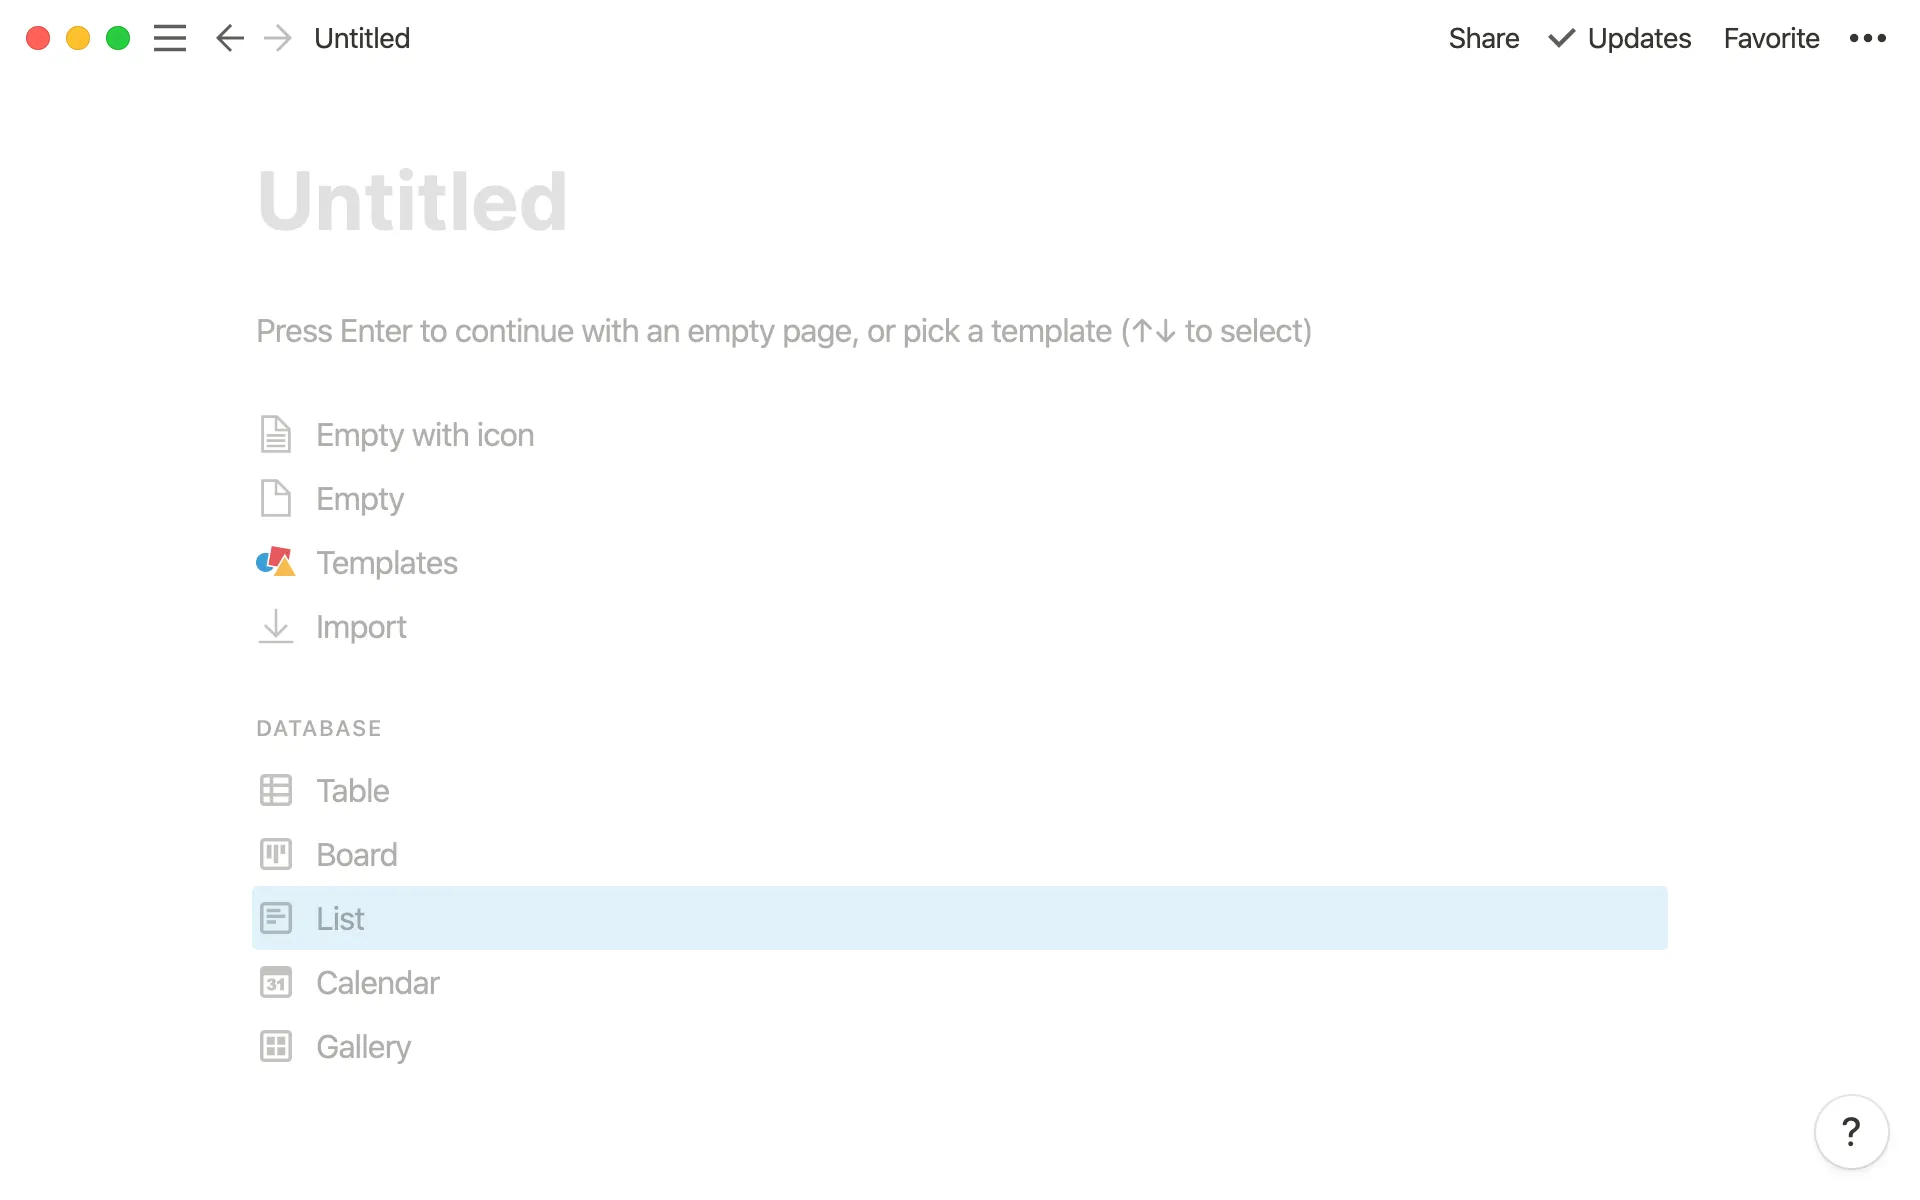 Untitled
Share Updates Favorite
Untitled
Press Enter to continue with an empty page, or pick a template (↑↓ to select)
Empty with icon
Empty
Templates
Import
DATABASE
Table
Board
List
31 Calendar
Gallery
?